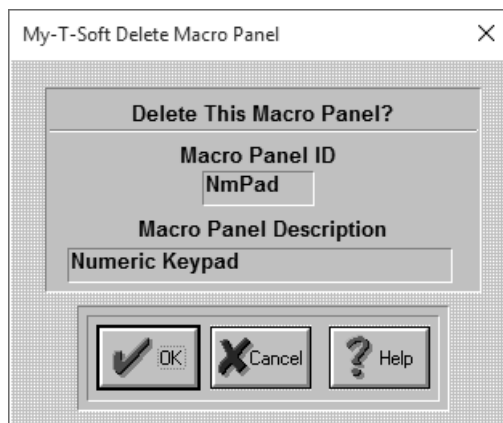 My-T-Soft Delete Macro Panel
Delete This Macro Panel?
Macro Panel ID
NmPad
Macro Panel Description
Numeric Keypad
OK Cancel Help